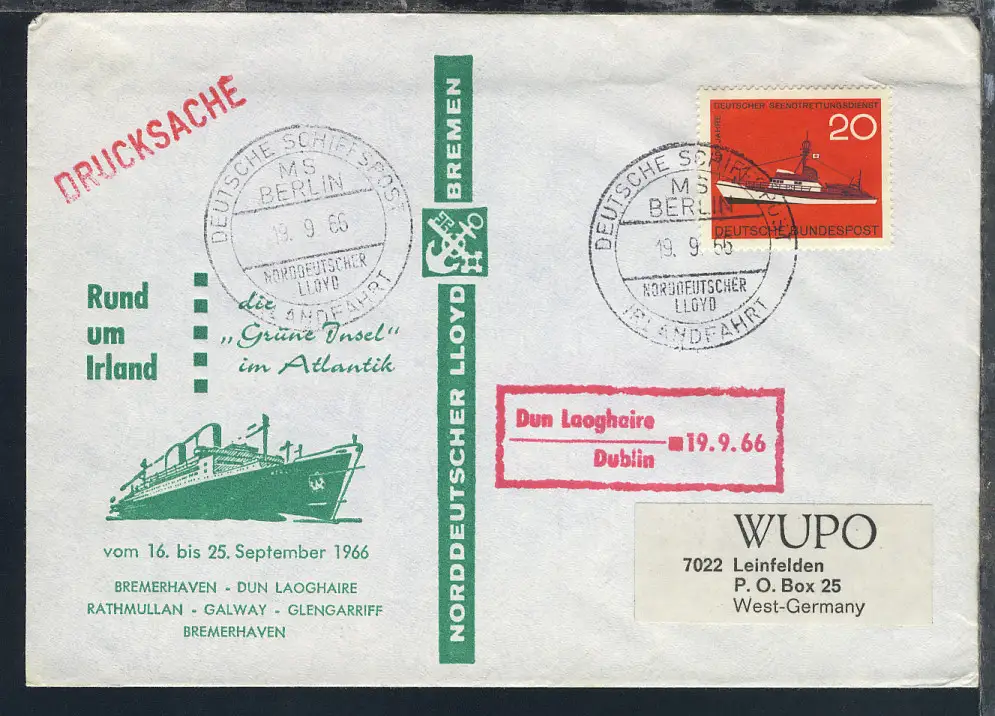 DRUCKSACHE
DEUTSCHE SCHIFFSPOST
MS
BERLIN
19. 9 66
NORDDEUTSCHER
LLOYD
IRLANDFAHRT
Rund
um
Irland
die
„Grüne Insel"
im Atlantik
vom 16. bis 25. September 1966
BREMERHAVEN - DUN LAOGHAIRE
RATHMULLAN - GALWAY - GLENGARRIFF
BREMERHAVEN
NORDDEUTSCHER LLOYD BREMEN
DEUTSCHER SEENOTRETTUNGSDIENST
JAHRE
20
DEUTSCHE BUNDESPOST
DEUTSCHE SCHIFFSPOST
MS
BERLIN
19. 9. 66
NORDDEUTSCHER
LLOYD
IRLANDFAHRT
Dun Laoghaire
19.9.66
Dublin
WUPO
7022 Leinfelden
P. O. Box 25
West-Germany